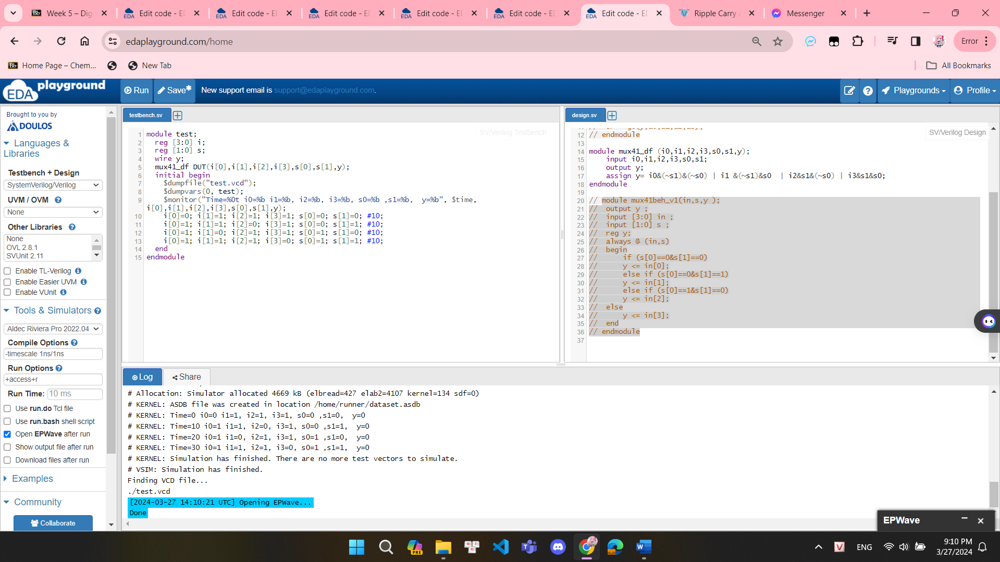 Week 5 – Dig
Edit code - ED
Edit code - ED
Edit code - ED
Edit code - ED
Edit code - ED
Edit code - ED
Ripple Carry A
Messenger
edaplayground.com/home
Error
Home Page – Chem...
New Tab
All Bookmarks
EDA playground
Run
Save*
New support email is support@edaplayground.com.
Playgrounds
Profile
Brought to you by
DOULOS
Languages & Libraries
Testbench + Design
SystemVerilog/Verilog
UVM / OVM
None
Other Libraries
None
OVL 2.8.1
SVUnit 2.11
Enable TL-Verilog
Enable Easier UVM
Enable VUnit
Tools & Simulators
Aldec Riviera Pro 2022.04
Compile Options
-timescale 1ns/1ns
Run Options
+access+r
Run Time: 10 ms
Use run.do Tcl file
Use run.bash shell script
Open EPWave after run
Show output file after run
Download files after run
Examples
Community
Collaborate
testbench.sv
SV/Verilog Testbench
1 module test;
2 reg [3:0] i;
3 reg [1:0] s;
4 wire y;
5 mux41_df DUT(i[0],i[1],i[2],i[3],s[0],s[1],y);
6 initial begin
7 $dumpfile("test.vcd");
8 $dumpvars(0, test);
9 $monitor("Time=%0t i0=%b i1=%b, i2=%b, i3=%b, s0=%b ,s1=%b,  y=%b", $time,
i[0],i[1],i[2],i[3],s[0],s[1],y);
10 i[0]=0; i[1]=1; i[2]=1; i[3]=1; s[0]=0; s[1]=0; #10;
11 i[0]=1; i[1]=1; i[2]=0; i[3]=1; s[0]=0; s[1]=1; #10;
12 i[0]=1; i[1]=0; i[2]=1; i[3]=1; s[0]=1; s[1]=0; #10;
13 i[0]=1; i[1]=1; i[2]=1; i[3]=0; s[0]=1; s[1]=1; #10;
14 end
15 endmodule
design.sv
SV/Verilog Design
12 // endmodule
13
14 module mux41_df (i0,i1,i2,i3,s0,s1,y);
15 input i0,i1,i2,i3,s0,s1;
16 output y;
17 assign y= i0&(~s1)&(~s0) | i1 &(~s1)&s0  | i2&s1&(~s0) | i3&s1&s0;
18 endmodule
19
20 // module mux41beh_v1(in,s,y );
21 //  output y ;
22 //  input [3:0] in ;
23 //  input [1:0] s ;
24 //  reg y;
25 //  always @ (in,s)
26 //  begin
27 //      if (s[0]==0&s[1]==0)
28 //      y <= in[0];
29 //      else if (s[0]==0&s[1]==1)
30 //      y <= in[1];
31 //      else if (s[0]==1&s[1]==0)
32 //      y <= in[2];
33 //  else
34 //      y <= in[3];
35 //  end
36 // endmodule
37
Log
Share
# Allocation: Simulator allocated 4669 kB (elbread=427 elab2=4107 kernel=134 sdf=0)
# KERNEL: ASDB file was created in location /home/runner/dataset.asdb
# KERNEL: Time=0 i0=0 i1=1, i2=1, i3=1, s0=0 ,s1=0,  y=0
# KERNEL: Time=10 i0=1 i1=1, i2=0, i3=1, s0=0 ,s1=1,  y=0
# KERNEL: Time=20 i0=1 i1=0, i2=1, i3=1, s0=1 ,s1=0,  y=0
# KERNEL: Time=30 i0=1 i1=1, i2=1, i3=0, s0=1 ,s1=1,  y=0
# KERNEL: Simulation has finished. There are no more test vectors to simulate.
# VSIM: Simulation has finished.
Finding VCD file...
./test.vcd
[2024-03-27 14:10:21 UTC] Opening EPWave...
Done
EPWave
ENG
9:10 PM
3/27/2024